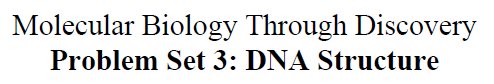 Molecular Biology Through Discovery
Problem Set 3: DNA Structure